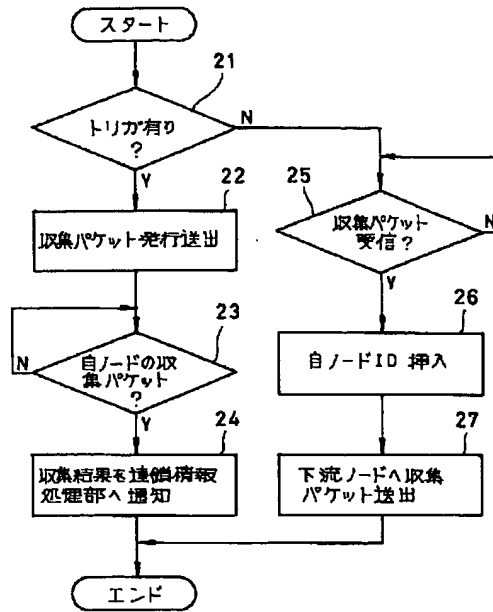 スタート
21
トリガ有り
?
N
Y
22
収集パケット発行送出
25
収集パケット
受信?
N
Y
23
自ノードの収
集パケット
?
N
Y
26
自ノードID 挿入
24
収集結果を連鎖情報
処理部へ通知
27
下流ノードへ収集
パケット送出
エンド